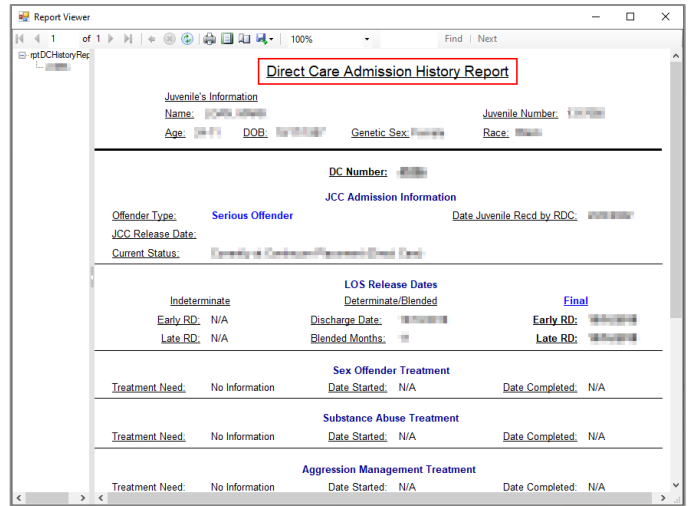 Report Viewer
1 of 1 100% Find | Next
rptDCHistoryRep
Direct Care Admission History Report
Juvenile's Information
Name: Juvenile Number:
Age: DOB: Genetic Sex: Race:
DC Number:
JCC Admission Information
Offender Type: Serious Offender Date Juvenile Recd by RDC:
JCC Release Date:
Current Status:
LOS Release Dates
Indeterminate Determinate/Blended Final
Early RD: N/A Discharge Date: Early RD:
Late RD: N/A Blended Months: Late RD:
Sex Offender Treatment
Treatment Need: No Information Date Started: N/A Date Completed: N/A
Substance Abuse Treatment
Treatment Need: No Information Date Started: N/A Date Completed: N/A
Aggression Management Treatment
Treatment Need: No Information Date Started: N/A Date Completed: N/A